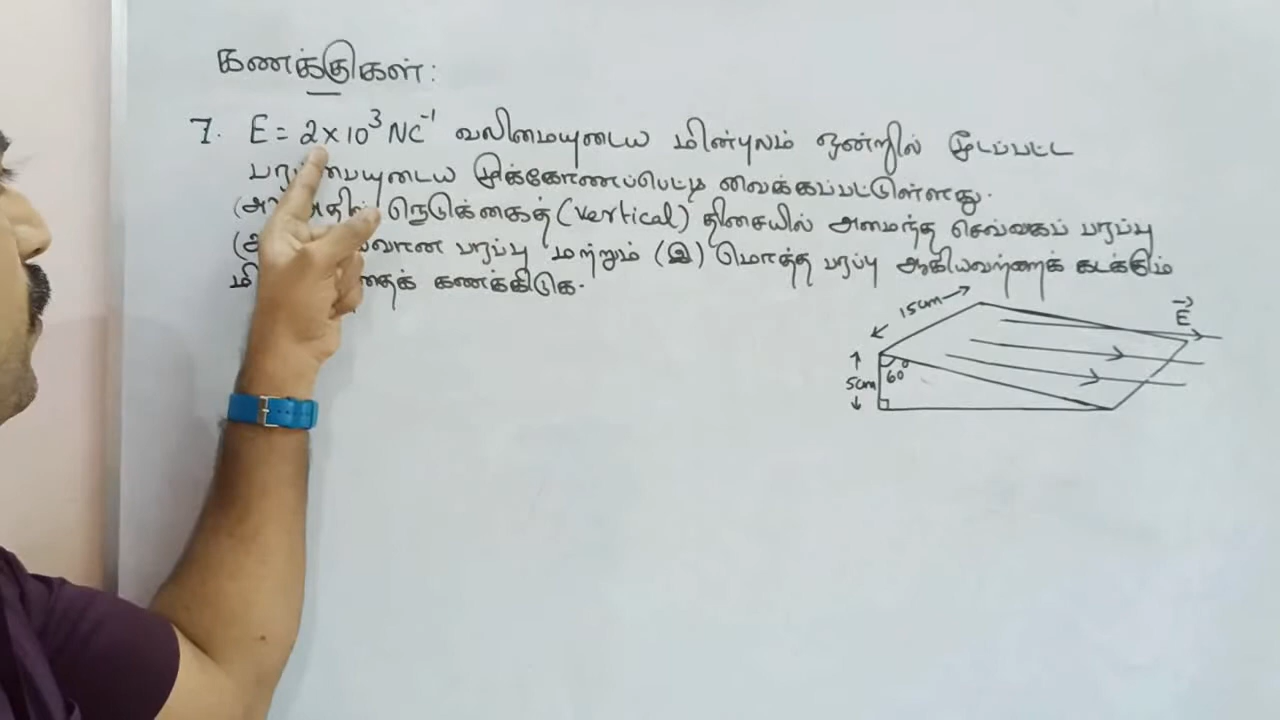 கணக்குகள்:
7. E = 2×10³ NC⁻¹ வலிமையுடைய மின்புலம் ஒன்றில் மூடப்பட்ட
முக்கோணப்பெட்டி வைக்கப்பட்டுள்ளது.
(அ) நெடுக்கைத் (vertical) திசையில் அமைந்த செவ்வகப் பரப்பு
பரப்பு மற்றும் (இ) மொத்த பரப்பு ஆகியவற்றைக் கடக்கும்
கணக்கிடுக.
15cm
E⃗
5cm
60°